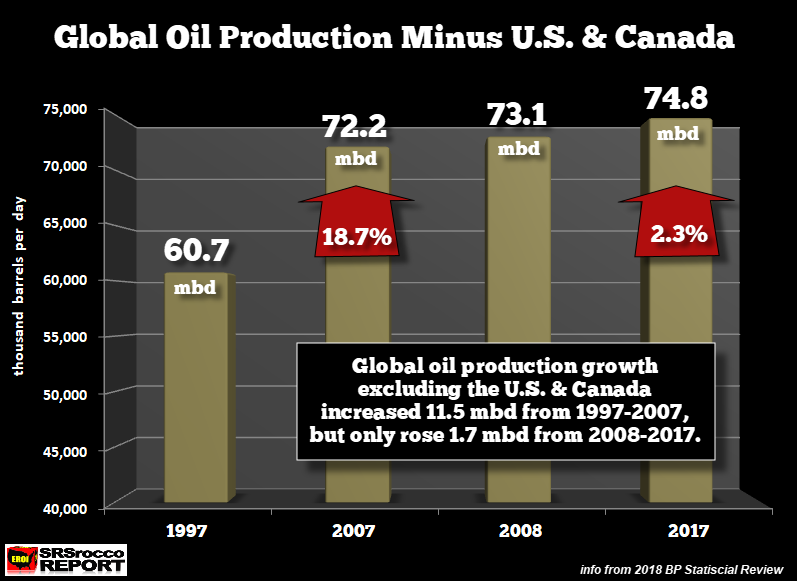 Global Oil Production Minus U.S. & Canada
thousand barrels per day
75,000
70,000
65,000
60,000
55,000
50,000
45,000
40,000
60.7
mbd
72.2
mbd
18.7%
73.1
mbd
74.8
mbd
2.3%
Global oil production growth
excluding the U.S. & Canada
increased 11.5 mbd from 1997-2007,
but only rose 1.7 mbd from 2008-2017.
1997 2007 2008 2017
EROI
SRSrocco
REPORT
info from 2018 BP Statiscial Review